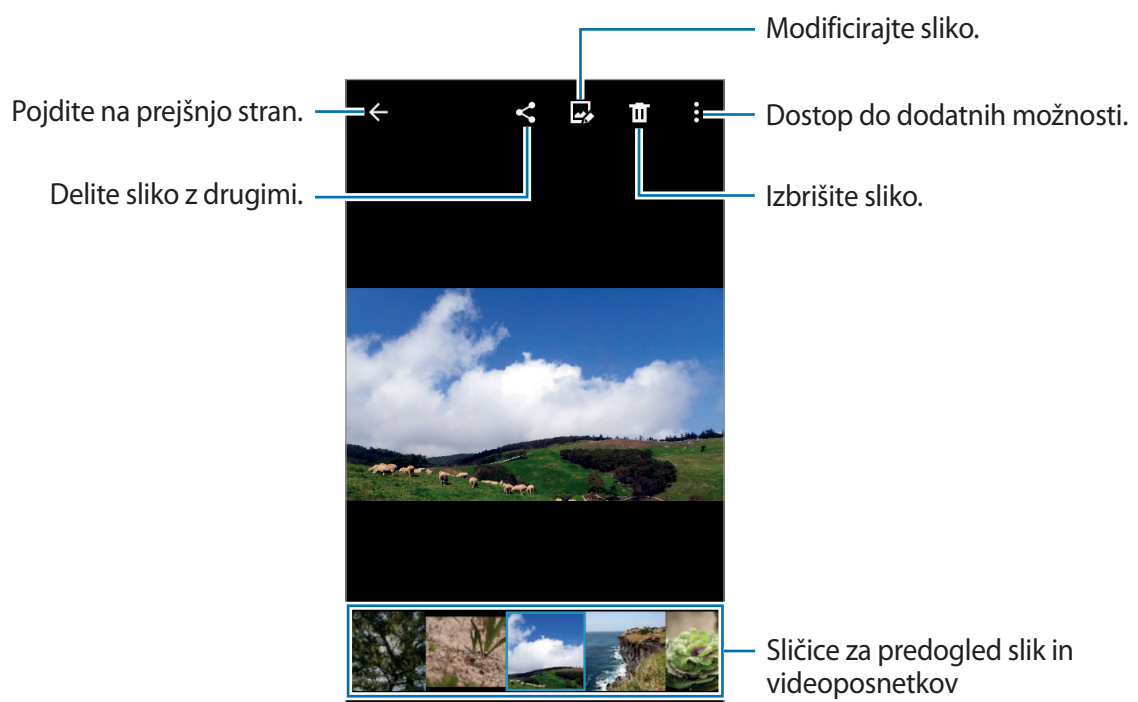 Modificirajte sliko.
Pojdite na prejšnjo stran.
Dostop do dodatnih možnosti.
Delite sliko z drugimi.
Izbrišite sliko.
Sličice za predogled slik in
videoposnetkov